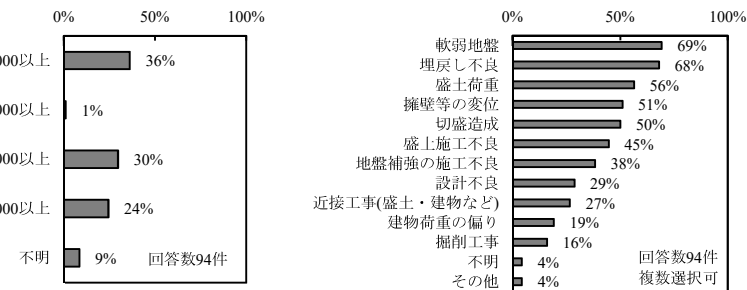 0% 50% 100%
000以上 36%
000以上 1%
000以上 30%
000以上 24%
不明 9% 回答数94件
0% 50% 100%
軟弱地盤 69%
埋戻し不良 68%
盛土荷重 56%
擁壁等の変位 51%
切盛造成 50%
盛土施工不良 45%
地盤補強の施工不良 38%
設計不良 29%
近接工事(盛土・建物など) 27%
建物荷重の偏り 19%
掘削工事 16%
不明 4% 回答数94件
その他 4% 複数選択可